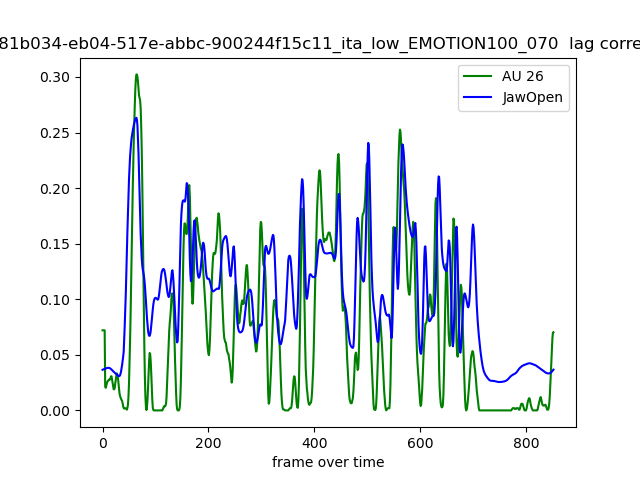 81b034-eb04-517e-abbc-900244f15c11_ita_low_EMOTION100_070 lag corre
AU 26
JawOpen
0.30
0.25
0.20
0.15
0.10
0.05
0.00
0 200 400 600 800
frame over time